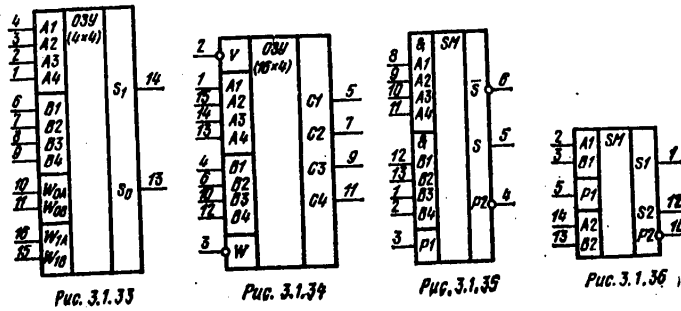 4 A1 ОЗУ
3 A2 (4×4)
2 A3
1 A4
S1 14
6 B1
7 B2
8 B3
9 B4
S0 13
10 W0A
11 W0B
16 W1A
15 W1B
Рис. 3.1.33
2 V ОЗУ
(16×4)
1 A1
15 A2
14 A3
13 A4
C1 5
C2 7
4 B1
6 B2
10 B3
12 B4
C3 9
C4 11
3 W
Рис. 3.1.34
& SM
8 A1
9 A2
10 A3
11 A4
S̅ 6
&
12 B1
13 B2
1 B3
2 B4
S 5
P2 4
3 P1
Рис. 3.1.35
2 A1 SM
3 B1
S1 1
5 P1
14 A2
13 B2
S2 12
P2 10
Рис. 3.1.36